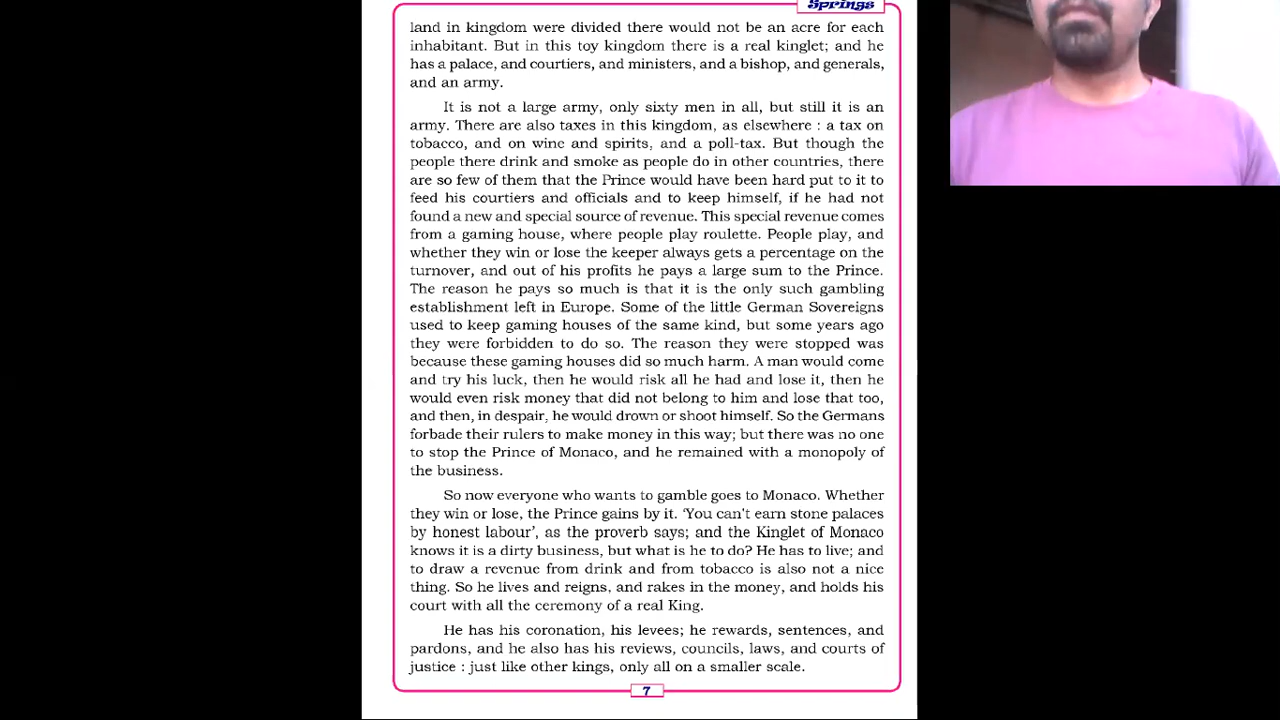 Springs
land in kingdom were divided there would not be an acre for each
inhabitant. But in this toy kingdom there is a real kinglet; and he
has a palace, and courtiers, and ministers, and a bishop, and generals,
and an army.
It is not a large army, only sixty men in all, but still it is an
army. There are also taxes in this kingdom, as elsewhere : a tax on
tobacco, and on wine and spirits, and a poll-tax. But though the
people there drink and smoke as people do in other countries, there
are so few of them that the Prince would have been hard put to it to
feed his courtiers and officials and to keep himself, if he had not
found a new and special source of revenue. This special revenue comes
from a gaming house, where people play roulette. People play, and
whether they win or lose the keeper always gets a percentage on the
turnover, and out of his profits he pays a large sum to the Prince.
The reason he pays so much is that it is the only such gambling
establishment left in Europe. Some of the little German Sovereigns
used to keep gaming houses of the same kind, but some years ago
they were forbidden to do so. The reason they were stopped was
because these gaming houses did so much harm. A man would come
and try his luck, then he would risk all he had and lose it, then he
would even risk money that did not belong to him and lose that too,
and then, in despair, he would drown or shoot himself. So the Germans
forbade their rulers to make money in this way; but there was no one
to stop the Prince of Monaco, and he remained with a monopoly of
the business.
So now everyone who wants to gamble goes to Monaco. Whether
they win or lose, the Prince gains by it. 'You can't earn stone palaces
by honest labour', as the proverb says; and the Kinglet of Monaco
knows it is a dirty business, but what is he to do? He has to live; and
to draw a revenue from drink and from tobacco is also not a nice
thing. So he lives and reigns, and rakes in the money, and holds his
court with all the ceremony of a real King.
He has his coronation, his levees; he rewards, sentences, and
pardons, and he also has his reviews, councils, laws, and courts of
justice : just like other kings, only all on a smaller scale.
7